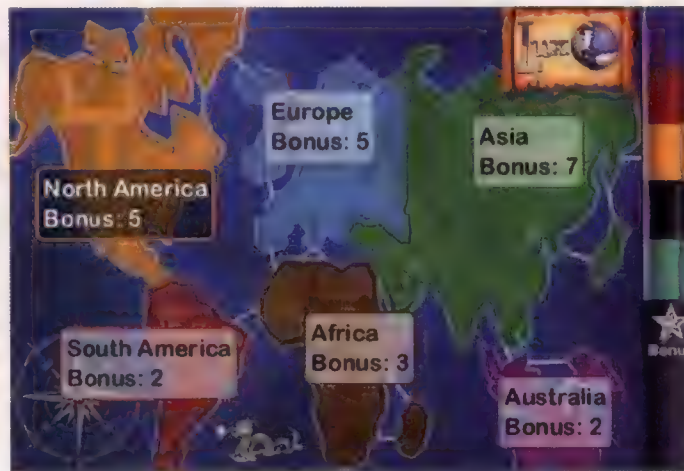 Europe
Bonus: 5
Asia
Bonus: 7
North America
Bonus: 5
South America
Bonus: 2
Africa
Bonus: 3
Australia
Bonus: 2